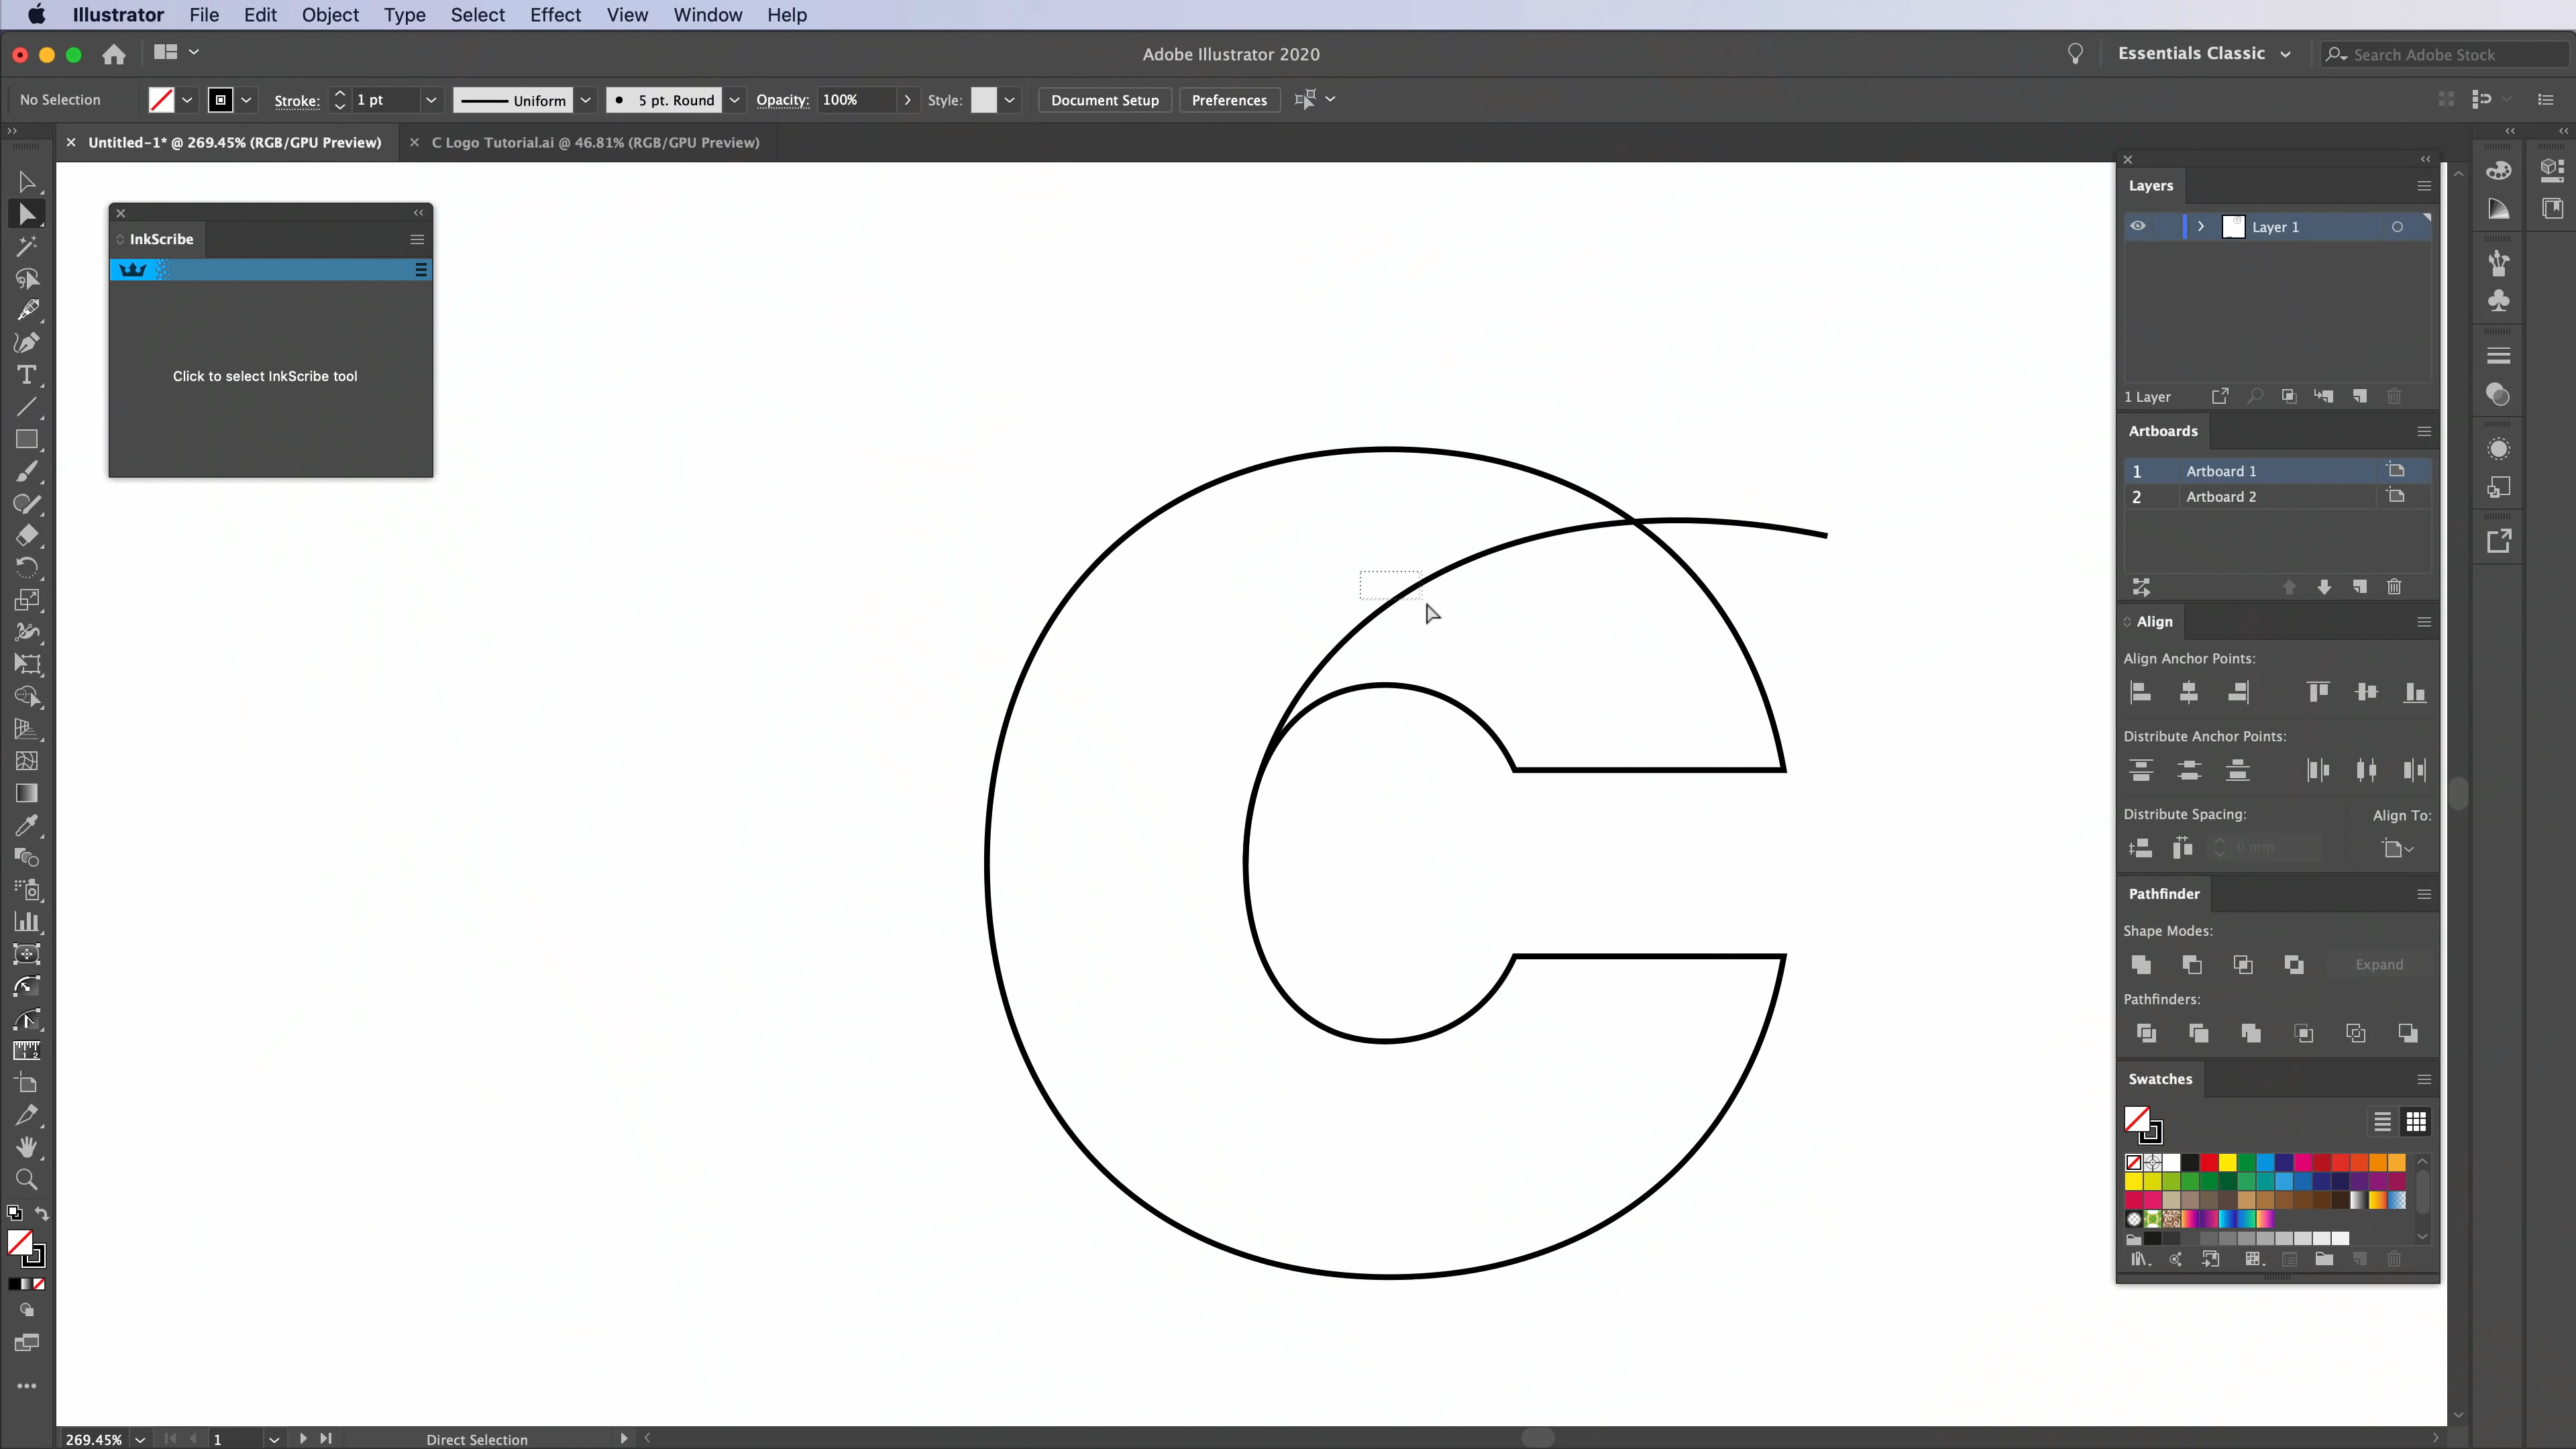 Illustrator File Edit Object Type Select Effect View Window Help
Adobe Illustrator 2020
Essentials Classic
Search Adobe Stock
No Selection
Stroke: 1 pt
Uniform
5 pt. Round
Opacity: 100%
Style:
Document Setup
Preferences
Untitled-1* @ 269.45% (RGB/GPU Preview)
C Logo Tutorial.ai @ 46.81% (RGB/GPU Preview)
InkScribe
Click to select InkScribe tool
Layers
Layer 1
1 Layer
Artboards
1 Artboard 1
2 Artboard 2
Align
Align Anchor Points:
Distribute Anchor Points:
Distribute Spacing: Align To:
0 mm
Pathfinder
Shape Modes:
Expand
Pathfinders:
Swatches
269.45% 1 Direct Selection